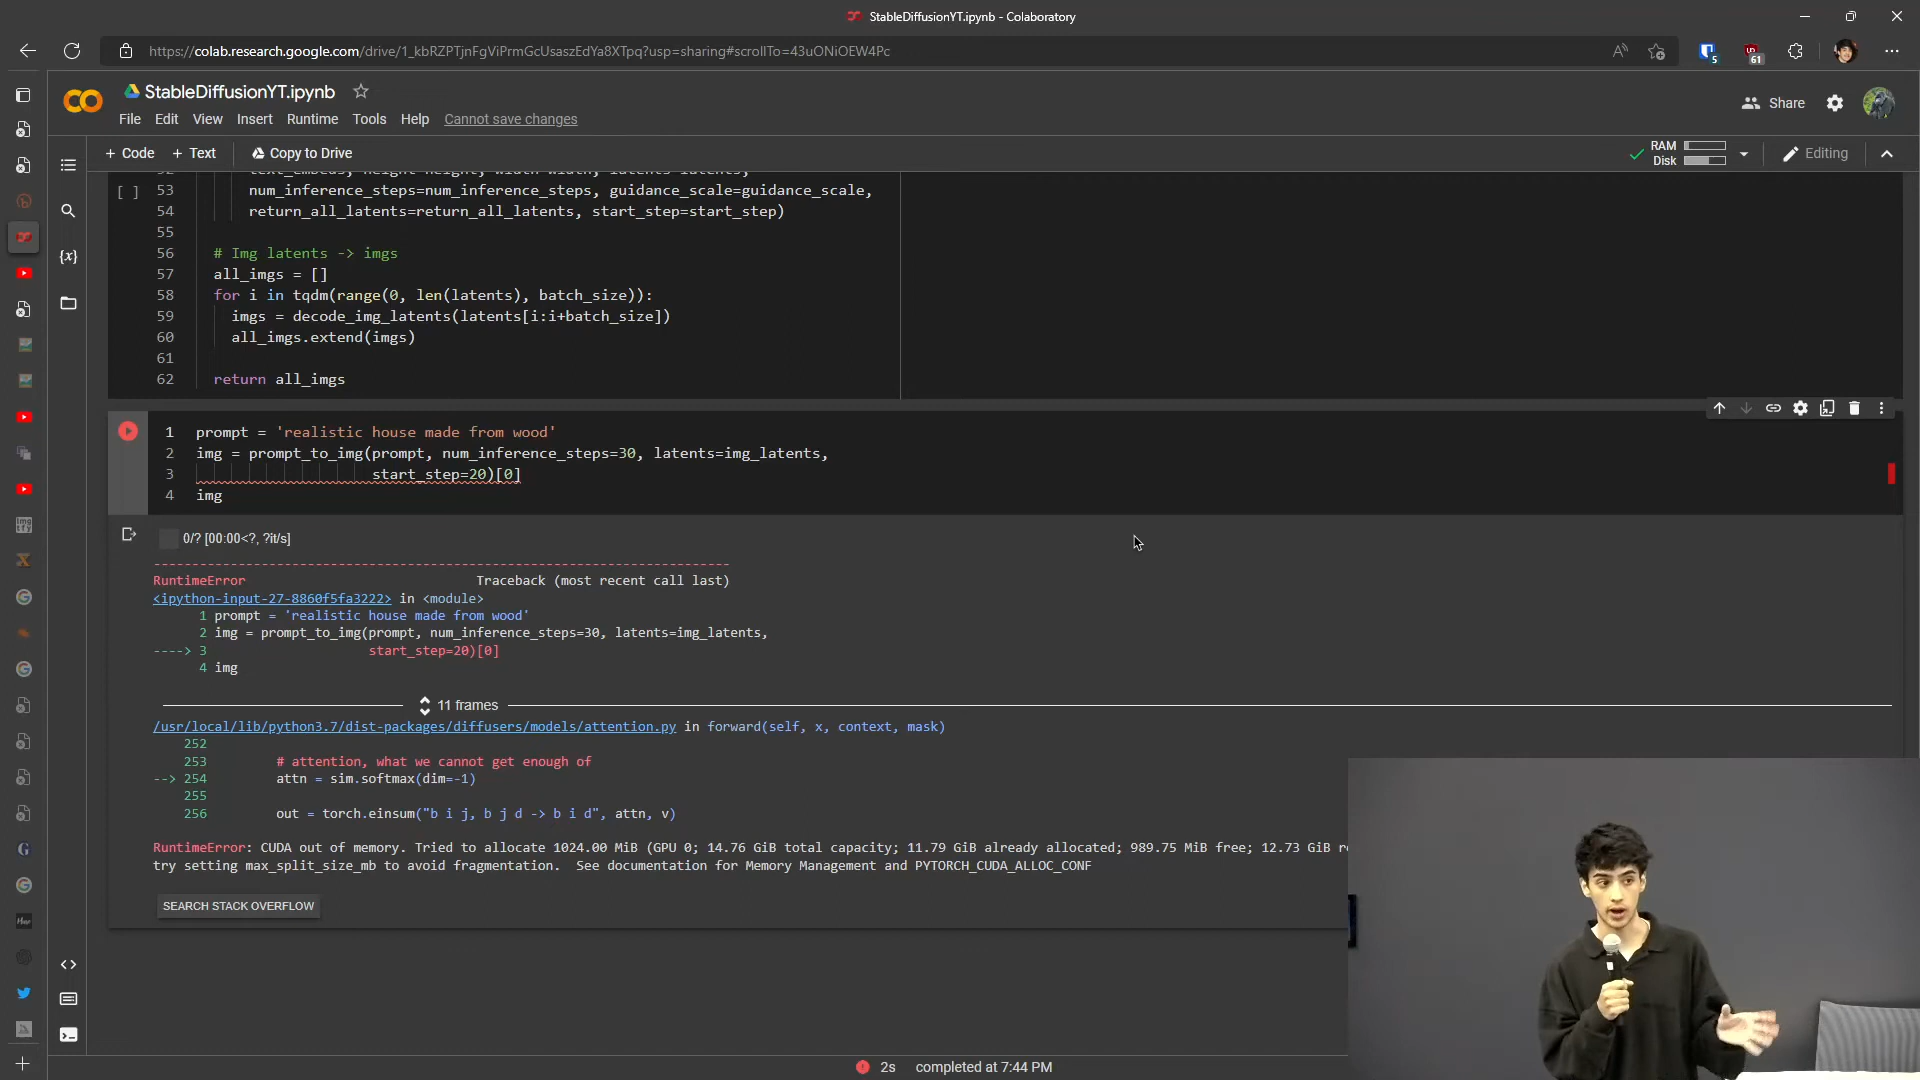 StableDiffusionYT.ipynb - Colaboratory
https://colab.research.google.com/drive/1_kbRZPTjnFgViPrmGcUsaszEdYa8XTpq?usp=sharing#scrollTo=43uONiOEW4Pc
5
61
StableDiffusionYT.ipynb
File Edit View Insert Runtime Tools Help Cannot save changes
Share
+ Code + Text Copy to Drive
RAM
Disk
Editing
text_embeds, height=height, width=width, latents=latents,
[ ] 53 num_inference_steps=num_inference_steps, guidance_scale=guidance_scale,
54 return_all_latents=return_all_latents, start_step=start_step)
55
56 # Img latents -> imgs
57 all_imgs = []
58 for i in tqdm(range(0, len(latents), batch_size)):
59 imgs = decode_img_latents(latents[i:i+batch_size])
60 all_imgs.extend(imgs)
61
62 return all_imgs
1 prompt = 'realistic house made from wood'
2 img = prompt_to_img(prompt, num_inference_steps=30, latents=img_latents,
3 start_step=20)[0]
4 img
0/? [00:00<?, ?it/s]
---------------------------------------------------------------------------
RuntimeError Traceback (most recent call last)
<ipython-input-27-8860f5fa3222> in <module>
1 prompt = 'realistic house made from wood'
2 img = prompt_to_img(prompt, num_inference_steps=30, latents=img_latents,
----> 3 start_step=20)[0]
4 img
11 frames
/usr/local/lib/python3.7/dist-packages/diffusers/models/attention.py in forward(self, x, context, mask)
252
253 # attention, what we cannot get enough of
--> 254 attn = sim.softmax(dim=-1)
255
256 out = torch.einsum("b i j, b j d -> b i d", attn, v)
RuntimeError: CUDA out of memory. Tried to allocate 1024.00 MiB (GPU 0; 14.76 GiB total capacity; 11.79 GiB already allocated; 989.75 MiB free; 12.73 GiB
try setting max_split_size_mb to avoid fragmentation. See documentation for Memory Management and PYTORCH_CUDA_ALLOC_CONF
SEARCH STACK OVERFLOW
2s completed at 7:44 PM